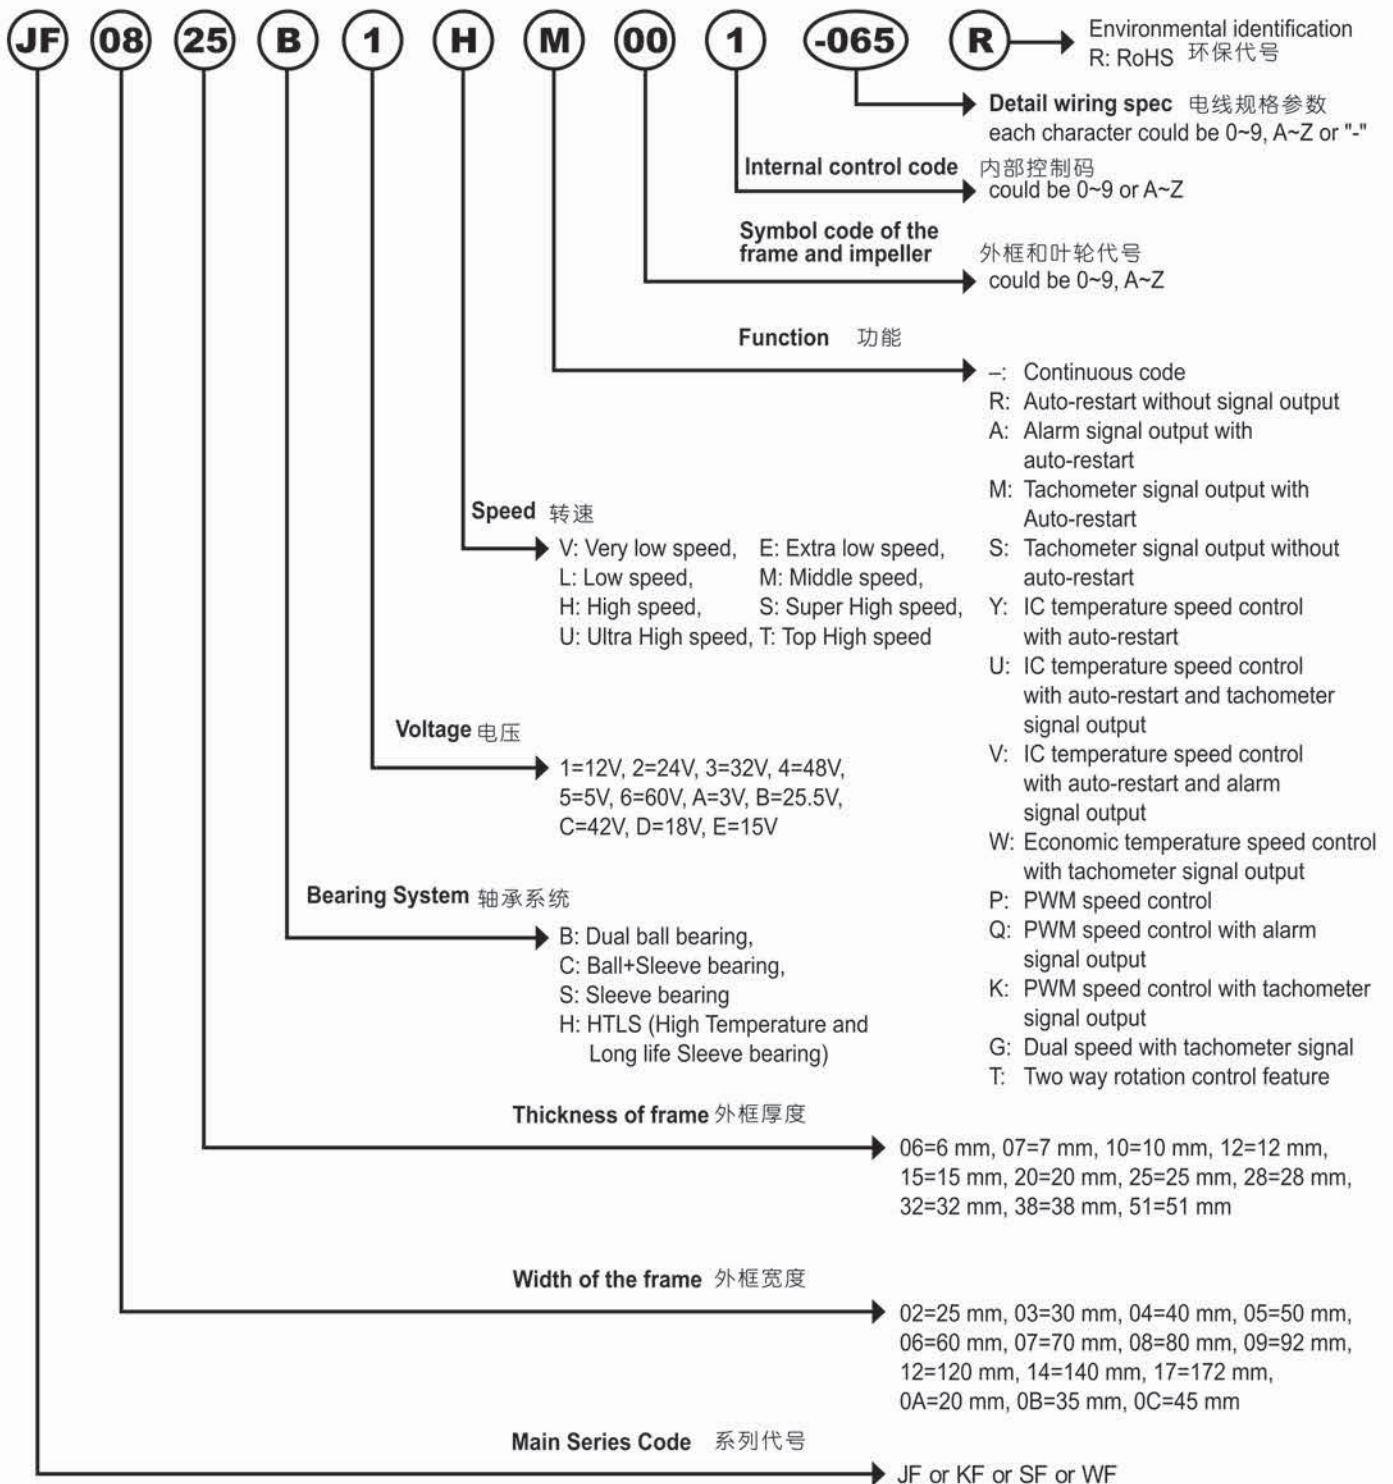 JF 08 25 B 1 H M 00 1 -065 R
Environmental identification
R: RoHS 环保代号
Detail wiring spec 电线规格参数
each character could be 0~9, A~Z or "-"
Internal control code 内部控制码
could be 0~9 or A~Z
Symbol code of the
frame and impeller 外框和叶轮代号
could be 0~9, A~Z
Function 功能
–: Continuous code
R: Auto-restart without signal output
A: Alarm signal output with
auto-restart
M: Tachometer signal output with
Auto-restart
S: Tachometer signal output without
auto-restart
Y: IC temperature speed control
with auto-restart
U: IC temperature speed control
with auto-restart and tachometer
signal output
V: IC temperature speed control
with auto-restart and alarm
signal output
W: Economic temperature speed control
with tachometer signal output
P: PWM speed control
Q: PWM speed control with alarm
signal output
K: PWM speed control with tachometer
signal output
G: Dual speed with tachometer signal
T: Two way rotation control feature
Speed 转速
V: Very low speed, E: Extra low speed,
L: Low speed, M: Middle speed,
H: High speed, S: Super High speed,
U: Ultra High speed, T: Top High speed
Voltage 电压
1=12V, 2=24V, 3=32V, 4=48V,
5=5V, 6=60V, A=3V, B=25.5V,
C=42V, D=18V, E=15V
Bearing System 轴承系统
B: Dual ball bearing,
C: Ball+Sleeve bearing,
S: Sleeve bearing
H: HTLS (High Temperature and
Long life Sleeve bearing)
Thickness of frame 外框厚度
06=6 mm, 07=7 mm, 10=10 mm, 12=12 mm,
15=15 mm, 20=20 mm, 25=25 mm, 28=28 mm,
32=32 mm, 38=38 mm, 51=51 mm
Width of the frame 外框宽度
02=25 mm, 03=30 mm, 04=40 mm, 05=50 mm,
06=60 mm, 07=70 mm, 08=80 mm, 09=92 mm,
12=120 mm, 14=140 mm, 17=172 mm,
0A=20 mm, 0B=35 mm, 0C=45 mm
Main Series Code 系列代号
JF or KF or SF or WF